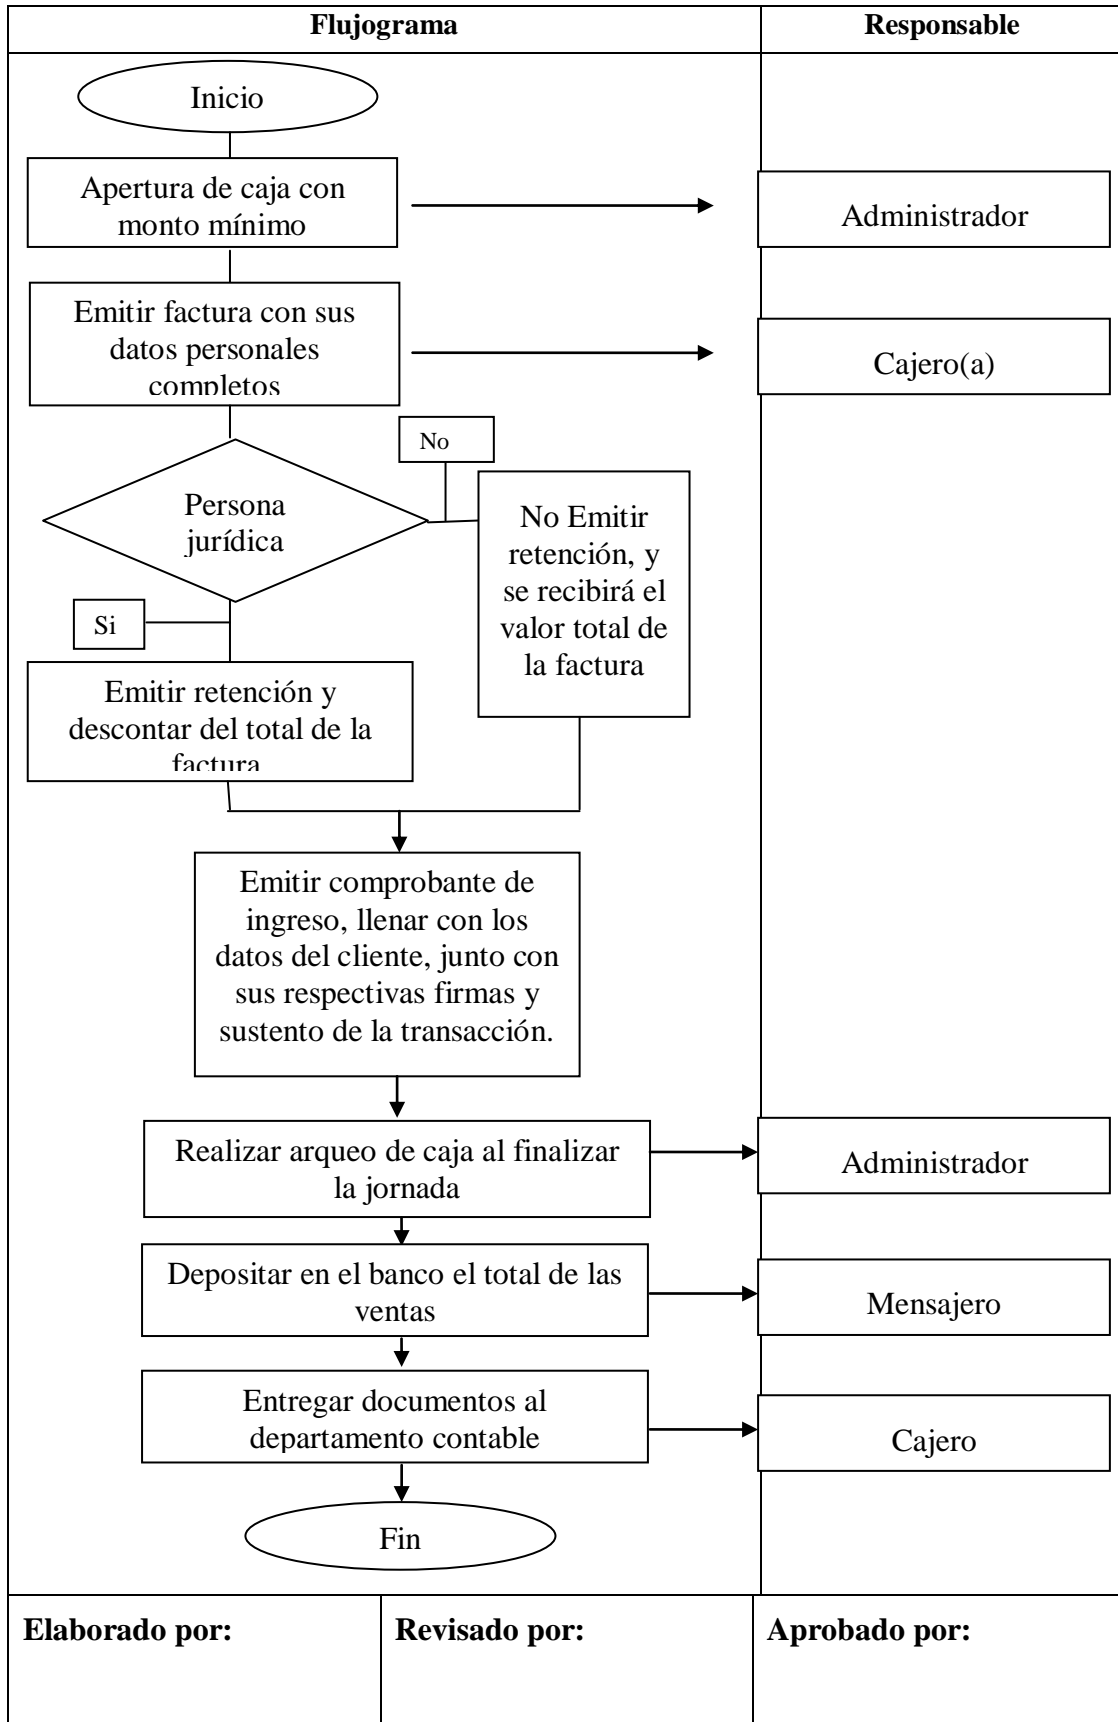 Flujograma
Responsable
Inicio
Apertura de caja con
monto mínimo
Administrador
Emitir factura con sus
datos personales
completos
Cajero(a)
No
Persona
jurídica
No Emitir
retención, y
se recibirá el
valor total de
la factura
Si
Emitir retención y
descontar del total de la
factura
Emitir comprobante de
ingreso, llenar con los
datos del cliente, junto con
sus respectivas firmas y
sustento de la transacción.
Realizar arqueo de caja al finalizar
la jornada
Administrador
Depositar en el banco el total de las
ventas
Mensajero
Entregar documentos al
departamento contable
Cajero
Fin
Elaborado por:
Revisado por:
Aprobado por: